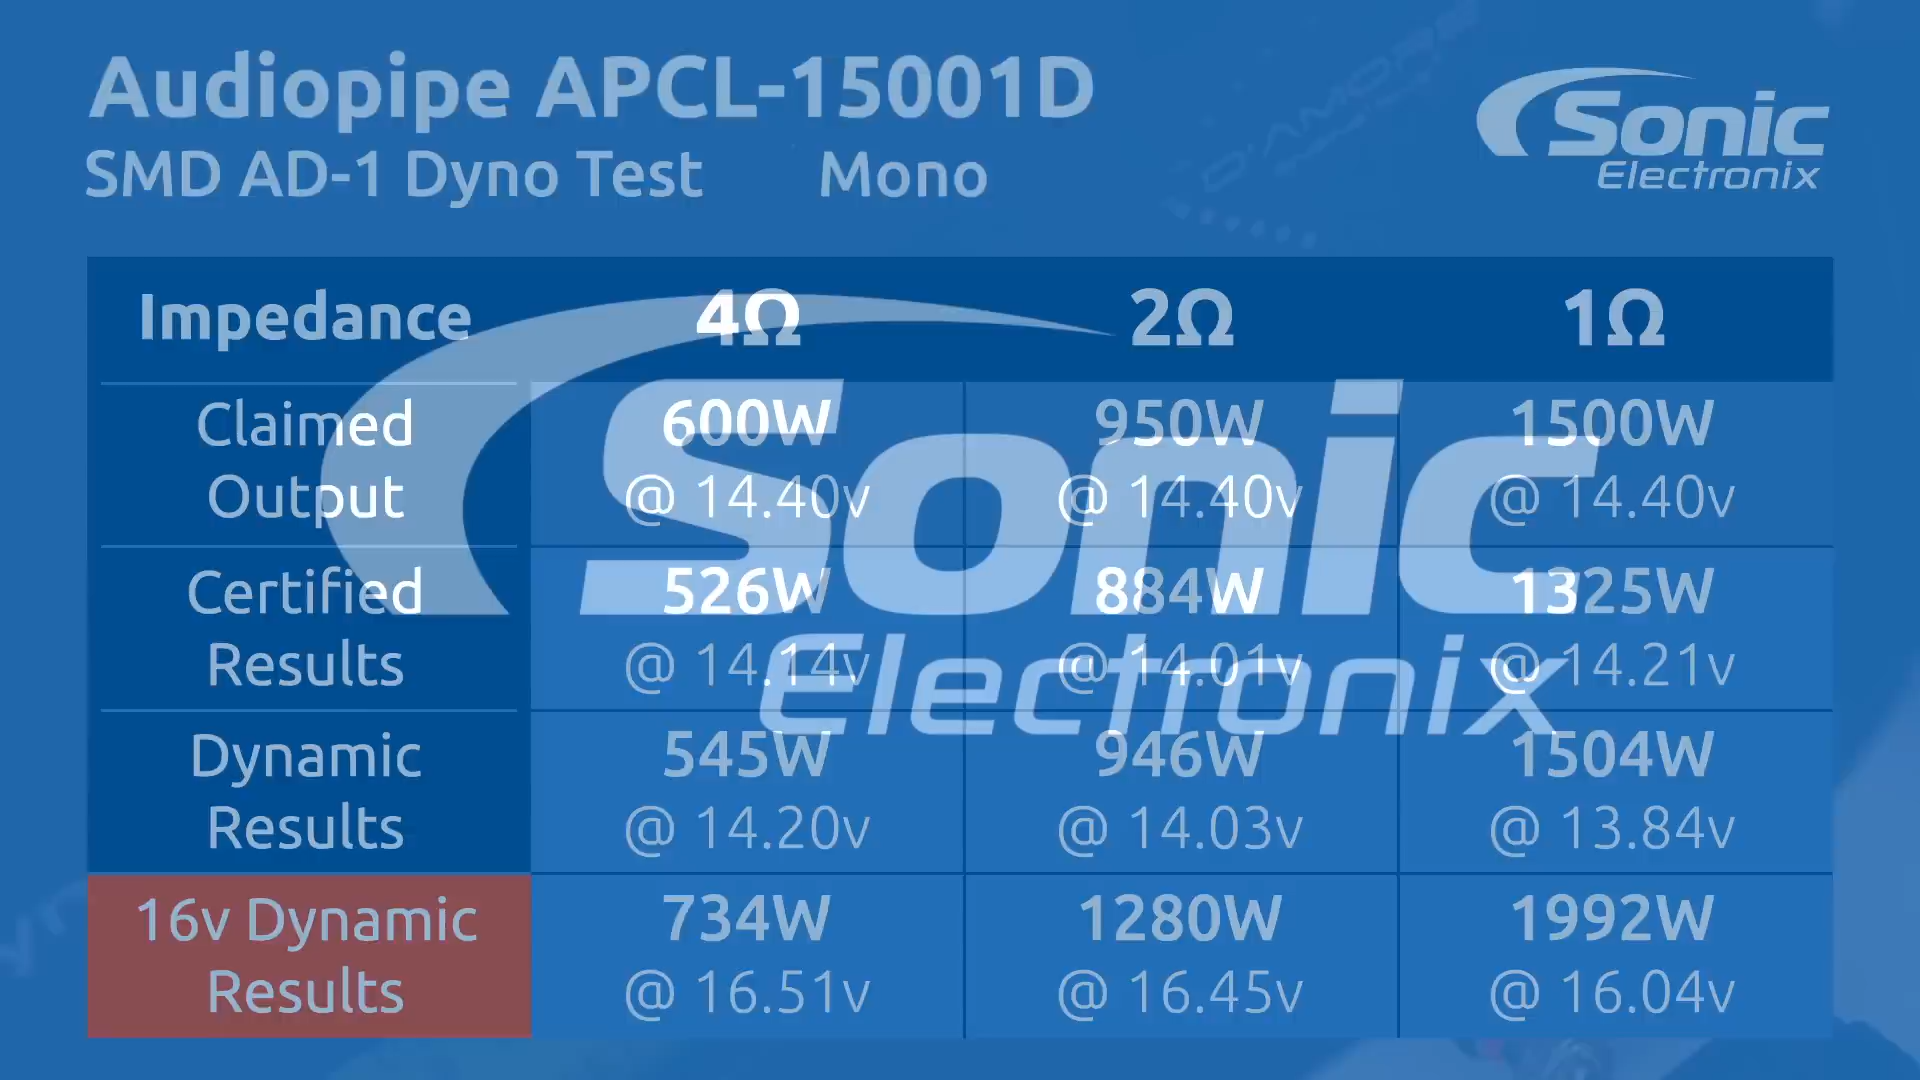 Audiopipe APCL-15001D
SMD AD-1 Dyno Test Mono
Sonic
Electronix
Impedance 4Ω 2Ω 1Ω
Claimed Output 600W @ 14.40v 950W @ 14.40v 1500W @ 14.40v
Certified Results 526W @ 14.14v 884W @ 14.01v 1325W @ 14.21v
Dynamic Results 545W @ 14.20v 946W @ 14.03v 1504W @ 13.84v
16v Dynamic Results 734W @ 16.51v 1280W @ 16.45v 1992W @ 16.04v
Sonic
Electronix
D'AMORE